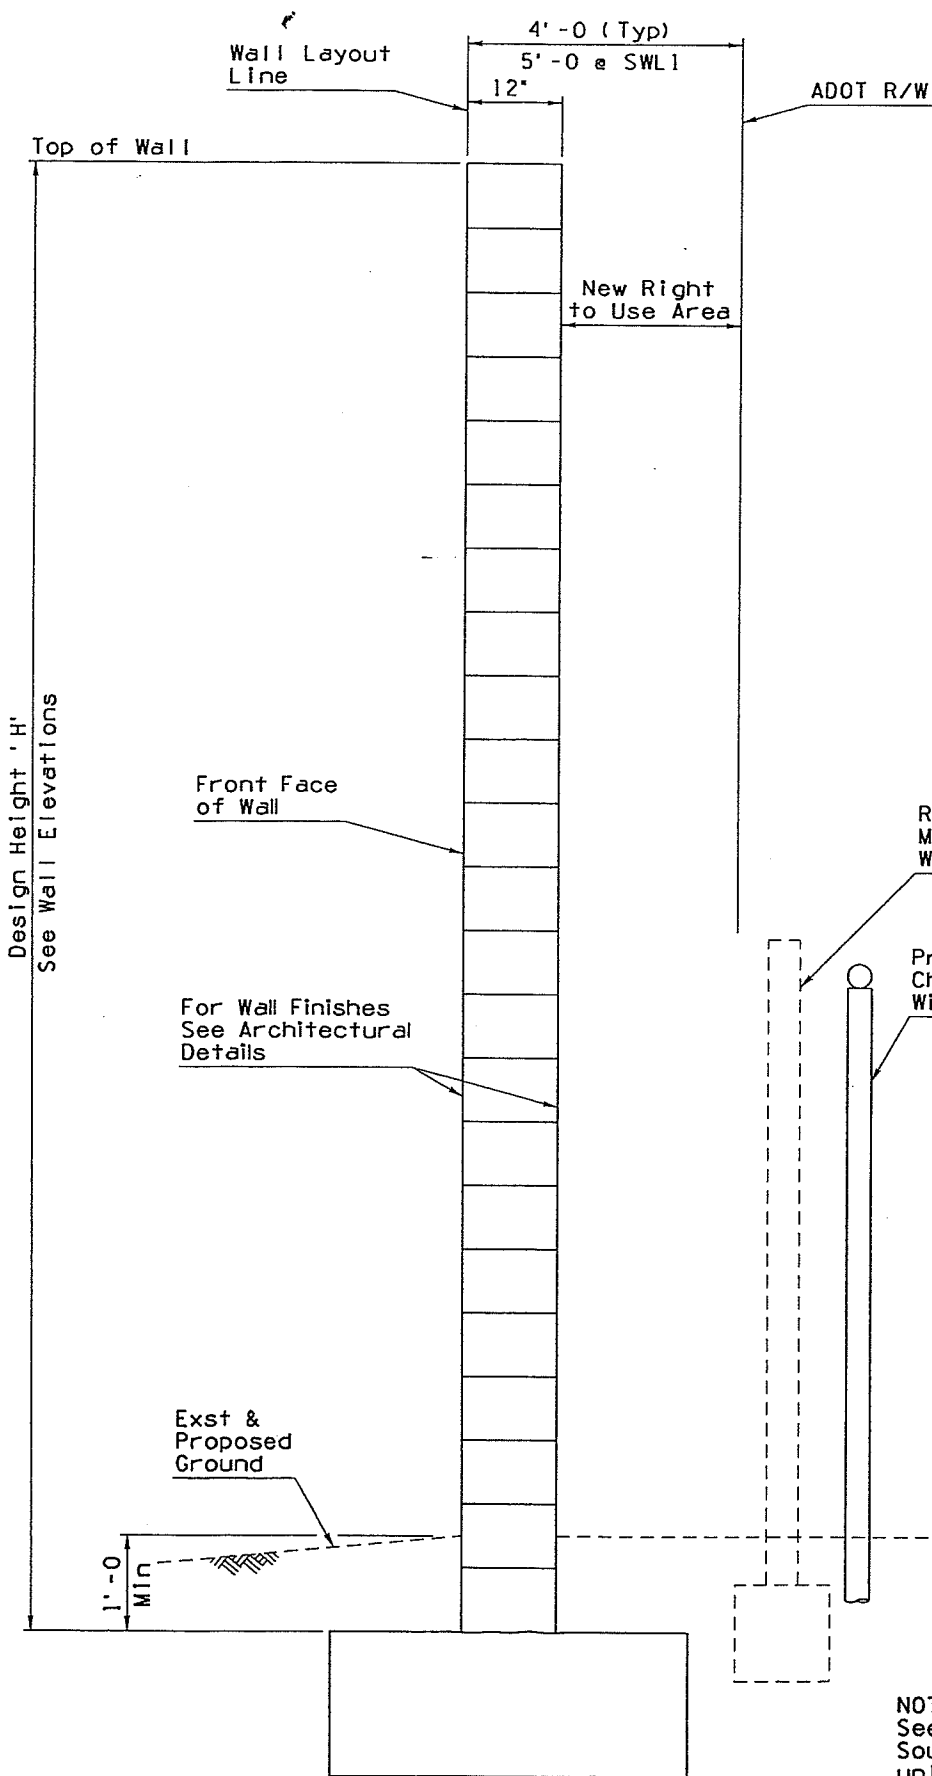 4'-0 (Typ)
5'-0 @ SWL1
12"
Wall Layout
Line
ADOT R/W
Top of Wall
New Right
to Use Area
Design Height 'H'
See Wall Elevations
Front Face
of Wall
For Wall Finishes
See Architectural
Details
Exst &
Proposed
Ground
1'-0
Min
See